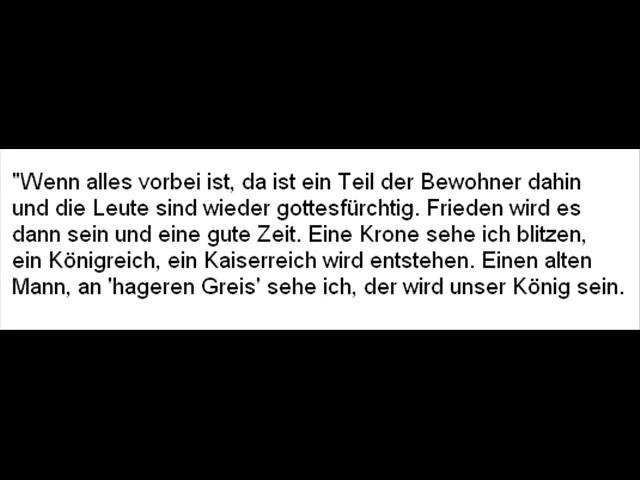 "Wenn alles vorbei ist, da ist ein Teil der Bewohner dahin
und die Leute sind wieder gottesfürchtig. Frieden wird es
dann sein und eine gute Zeit. Eine Krone sehe ich blitzen,
ein Königreich, ein Kaiserreich wird entstehen. Einen alten
Mann, an 'hageren Greis' sehe ich, der wird unser König sein.